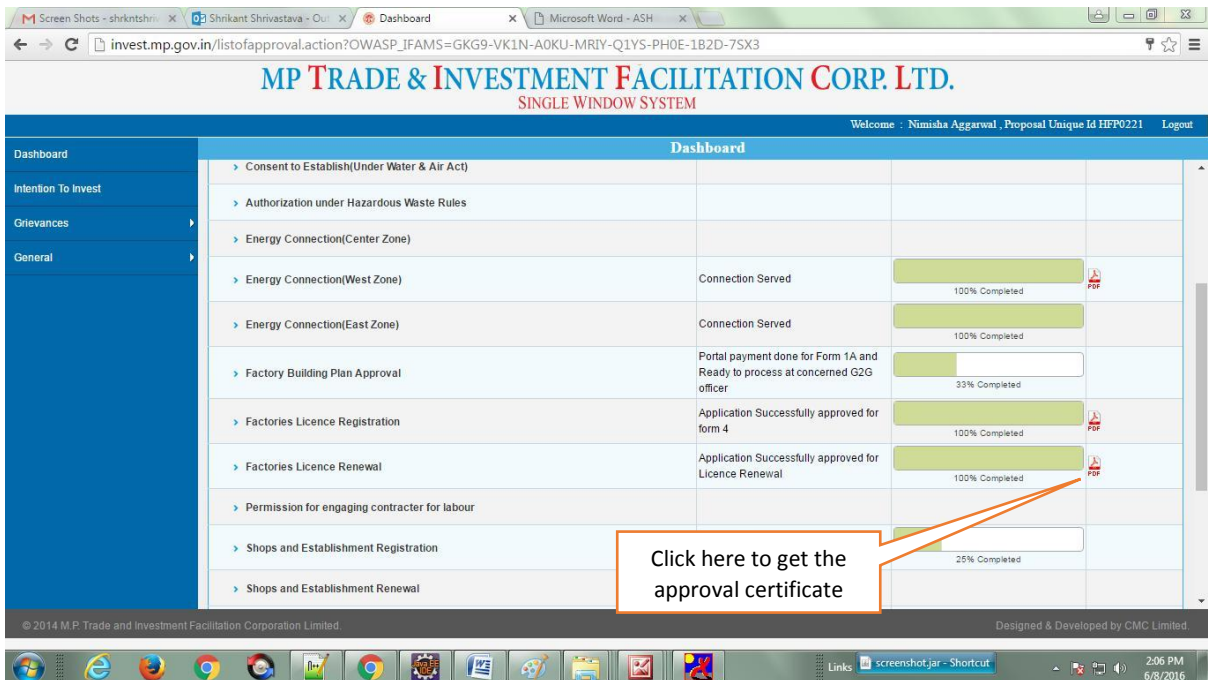 Screen Shots - shrkntshriv
Shrikant Shrivastava - Out
Dashboard
Microsoft Word - ASH
invest.mp.gov.in/listofapproval.action?OWASP_IFAMS=GKG9-VK1N-A0KU-MRIY-Q1YS-PH0E-1B2D-7SX3
MP TRADE & INVESTMENT FACILITATION CORP. LTD.
SINGLE WINDOW SYSTEM
Welcome : Nimisha Aggarwal , Proposal Unique Id HFP0221 Logout
Dashboard
Intention To Invest
Grievances
General
Dashboard
Consent to Establish(Under Water & Air Act)
Authorization under Hazardous Waste Rules
Energy Connection(Center Zone)
Energy Connection(West Zone) Connection Served 100% Completed PDF
Energy Connection(East Zone) Connection Served 100% Completed
Factory Building Plan Approval
Portal payment done for Form 1A and
Ready to process at concerned G2G
officer
33% Completed
Factories Licence Registration
Application Successfully approved for
form 4
100% Completed PDF
Factories Licence Renewal
Application Successfully approved for
Licence Renewal
100% Completed PDF
Permission for engaging contracter for labour
Shops and Establishment Registration 25% Completed
Click here to get the
approval certificate
Shops and Establishment Renewal
© 2014 M.P. Trade and Investment Facilitation Corporation Limited. Designed & Developed by CMC Limited.
Links screenshot.jar - Shortcut
2:06 PM
6/8/2016